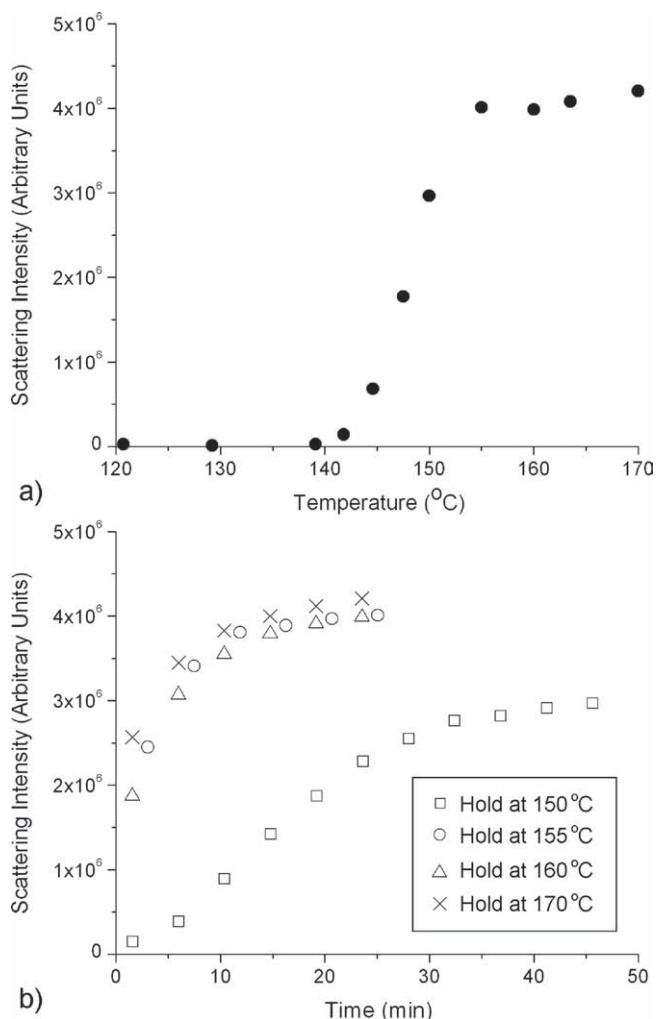 5x10⁶
4x10⁶
3x10⁶
2x10⁶
1x10⁶
0
Scattering Intensity (Arbitrary Units)
120 130 140 150 160 170
Temperature (°C)
a)
5x10⁶
4x10⁶
3x10⁶
2x10⁶
1x10⁶
0
Scattering Intensity (Arbitrary Units)
Hold at 150°C
Hold at 155°C
Hold at 160°C
Hold at 170°C
0 10 20 30 40 50
Time (min)
b)